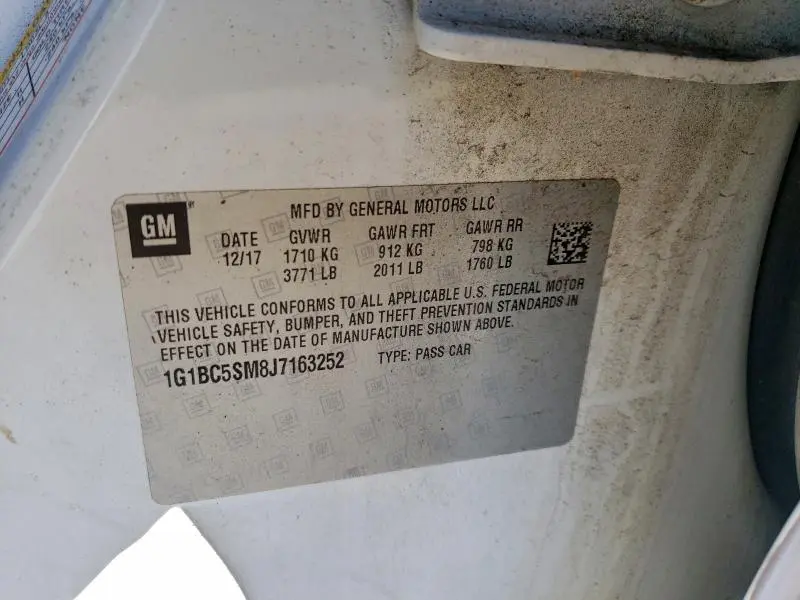 GM
MFD BY GENERAL MOTORS LLC
DATE GVWR GAWR FRT GAWR RR
12/17 1710 KG 912 KG 798 KG
3771 LB 2011 LB 1760 LB
THIS VEHICLE CONFORMS TO ALL APPLICABLE U.S. FEDERAL MOTOR
VEHICLE SAFETY, BUMPER, AND THEFT PREVENTION STANDARDS IN
EFFECT ON THE DATE OF MANUFACTURE SHOWN ABOVE.
1G1BC5SM8J7163252 TYPE: PASS CAR